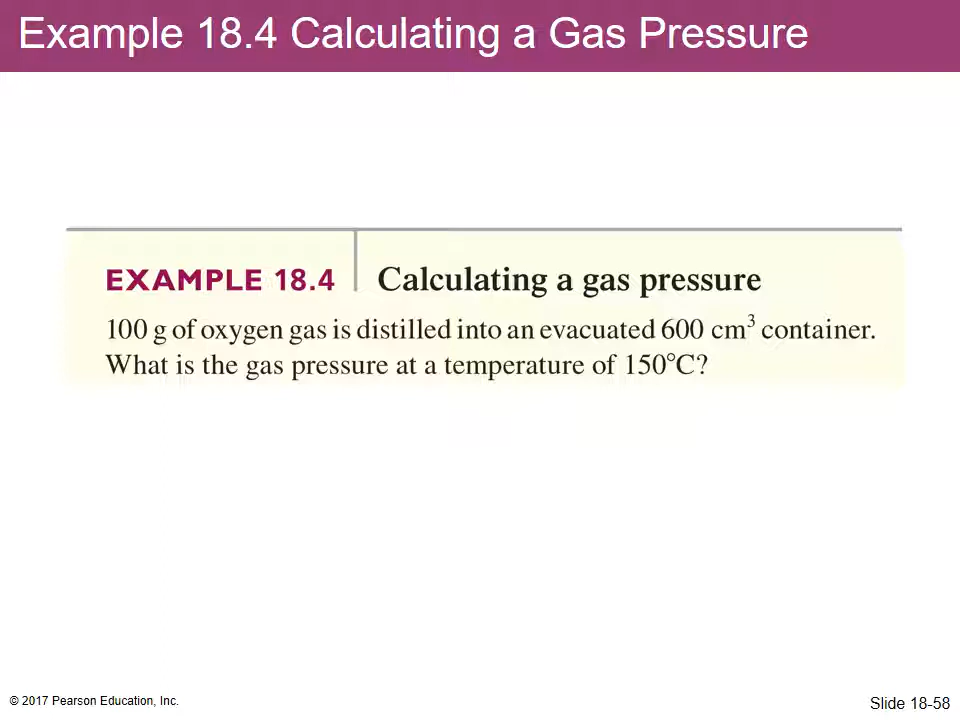 Example 18.4 Calculating a Gas Pressure
EXAMPLE 18.4 Calculating a gas pressure
100 g of oxygen gas is distilled into an evacuated 600 cm³ container.
What is the gas pressure at a temperature of 150°C?
© 2017 Pearson Education, Inc.
Slide 18-58